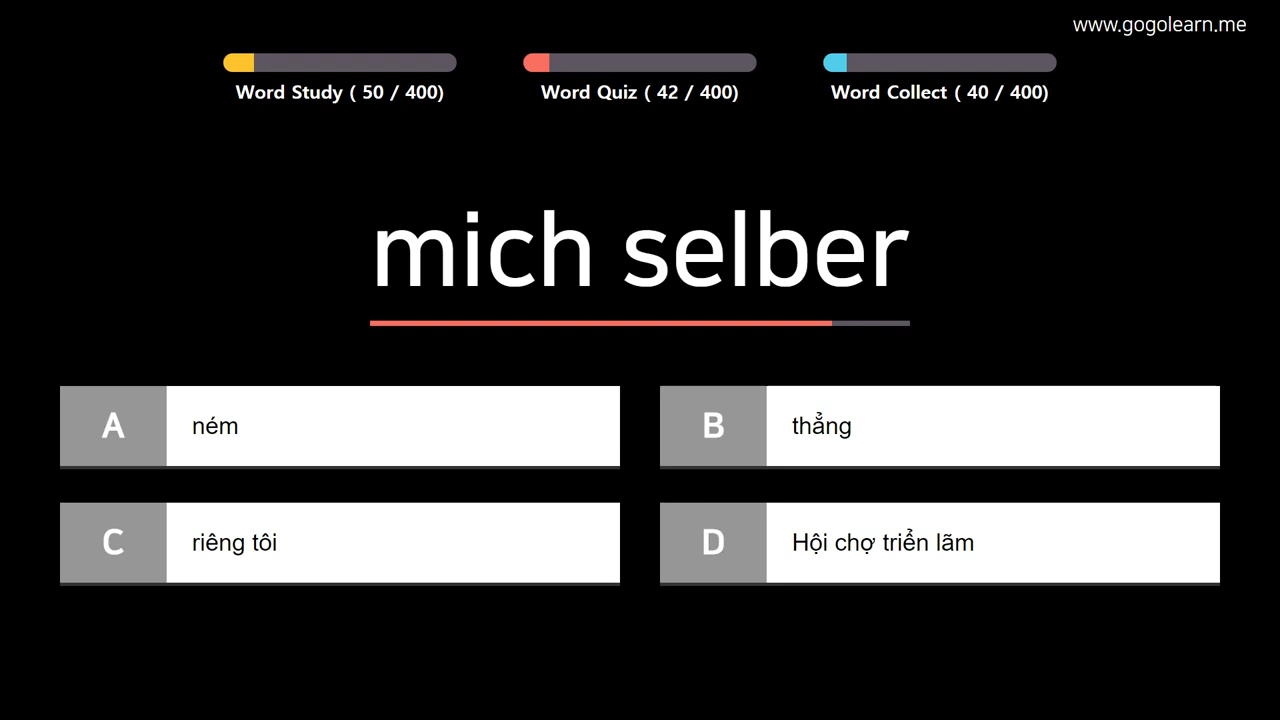 www.gogolearn.me
Word Study ( 50 / 400)
Word Quiz ( 42 / 400)
Word Collect ( 40 / 400)
mich selber
A ném
B thẳng
C riêng tôi
D Hội chợ triển lãm